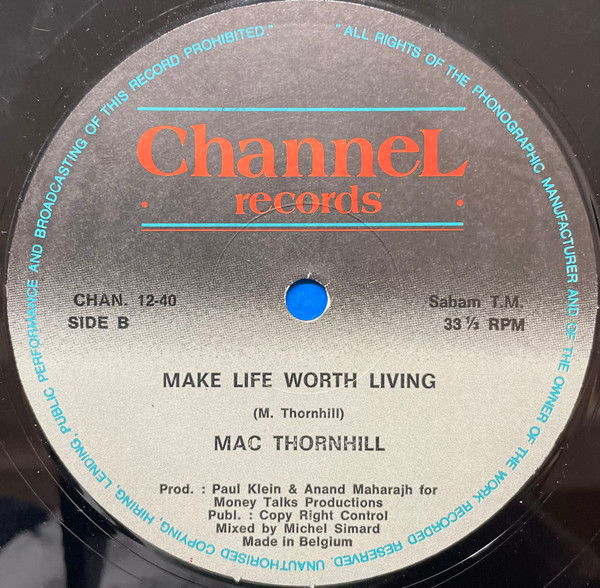 "ALL RIGHTS OF THE PHONOGRAPHIC MANUFACTURER AND OF THE OWNER OF THE WORK RECORDED RESERVED. UNAUTHORISED COPYING, HIRING, LENDING, PUBLIC PERFORMANCE AND BROADCASTING OF THIS RECORD PROHIBITED."
ChanneL
• records •
CHAN. 12-40 Sabam T.M.
SIDE B 33 ⅓ RPM
MAKE LIFE WORTH LIVING
(M. Thornhill)
MAC THORNHILL
Prod. : Paul Klein & Anand Maharajh for
Money Talks Productions
Publ. : Copy Right Control
Mixed by Michel Simard
Made in Belgium